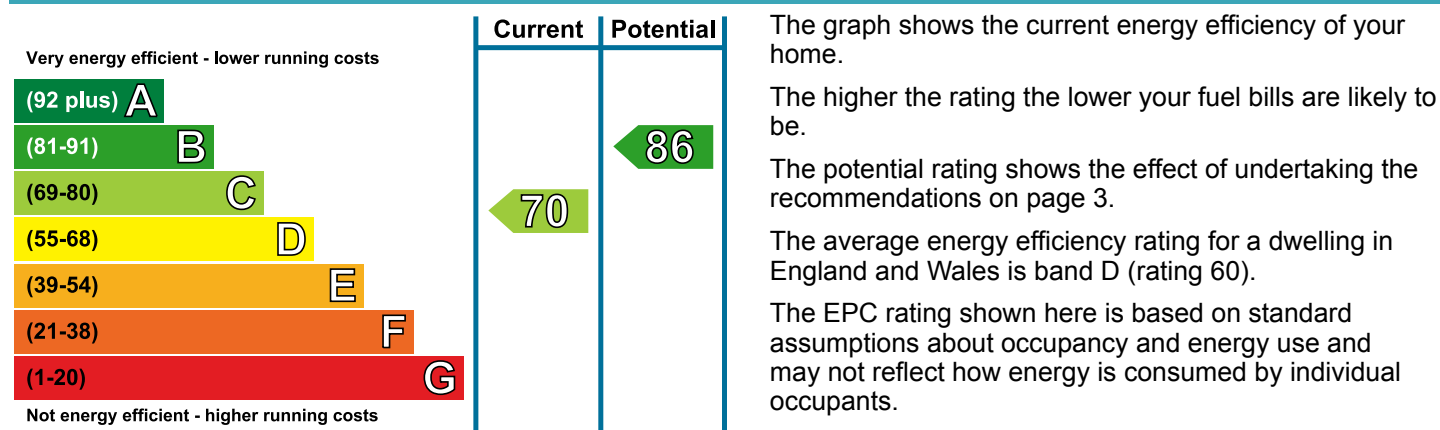 Current Potential
Very energy efficient - lower running costs
(92 plus) A
(81-91) B
86
(69-80) C
70
(55-68) D
(39-54) E
(21-38) F
(1-20) G
Not energy efficient - higher running costs
The graph shows the current energy efficiency of your
home.
The higher the rating the lower your fuel bills are likely to
be.
The potential rating shows the effect of undertaking the
recommendations on page 3.
The average energy efficiency rating for a dwelling in
England and Wales is band D (rating 60).
The EPC rating shown here is based on standard
assumptions about occupancy and energy use and
may not reflect how energy is consumed by individual
occupants.